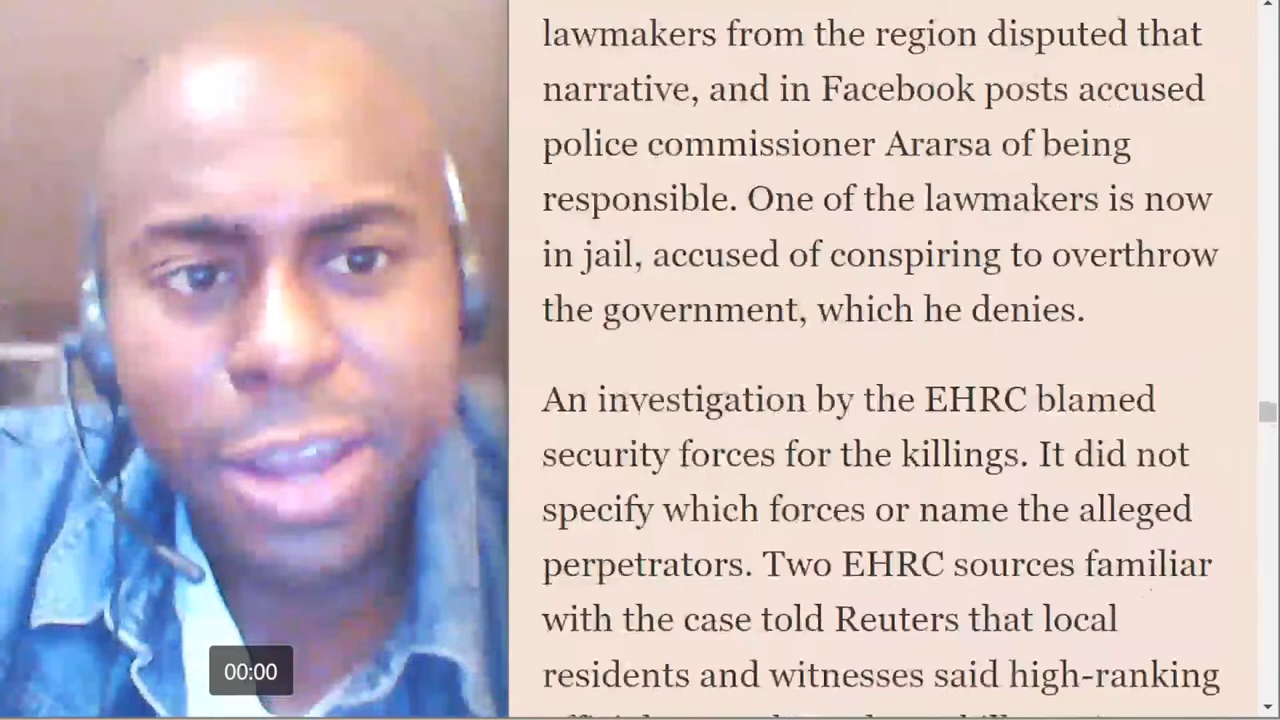 lawmakers from the region disputed that
narrative, and in Facebook posts accused
police commissioner Ararsa of being
responsible. One of the lawmakers is now
in jail, accused of conspiring to overthrow
the government, which he denies.
An investigation by the EHRC blamed
security forces for the killings. It did not
specify which forces or name the alleged
perpetrators. Two EHRC sources familiar
with the case told Reuters that local
residents and witnesses said high-ranking
00:00